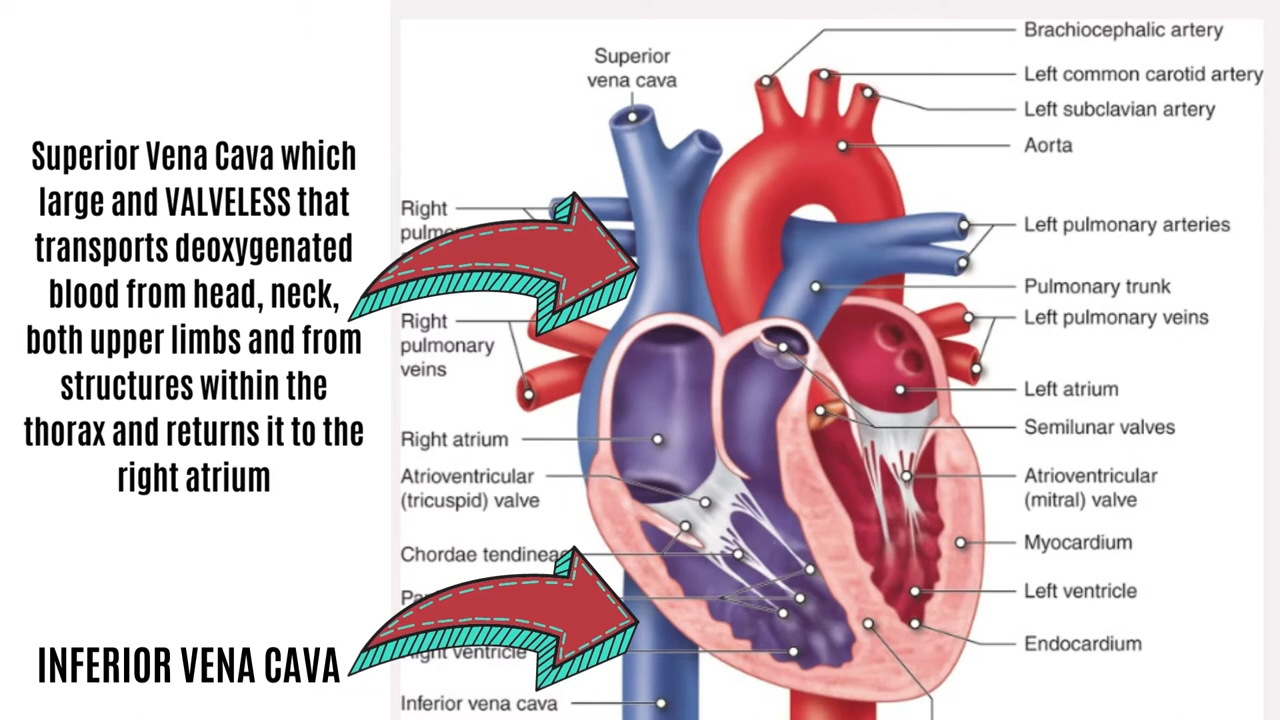 Superior Vena Cava which
large and VALVELESS that
transports deoxygenated
blood from head, neck,
both upper limbs and from
structures within the
thorax and returns it to the
right atrium
INFERIOR VENA CAVA
Superior
vena cava
Right
Right
pulmonary
veins
Right atrium
Atrioventricular
(tricuspid) valve
Chordae tendineae
Right ventricle
Inferior vena cava
Brachiocephalic artery
Left common carotid artery
Left subclavian artery
Aorta
Left pulmonary arteries
Pulmonary trunk
Left pulmonary veins
Left atrium
Semilunar valves
Atrioventricular
(mitral) valve
Myocardium
Left ventricle
Endocardium